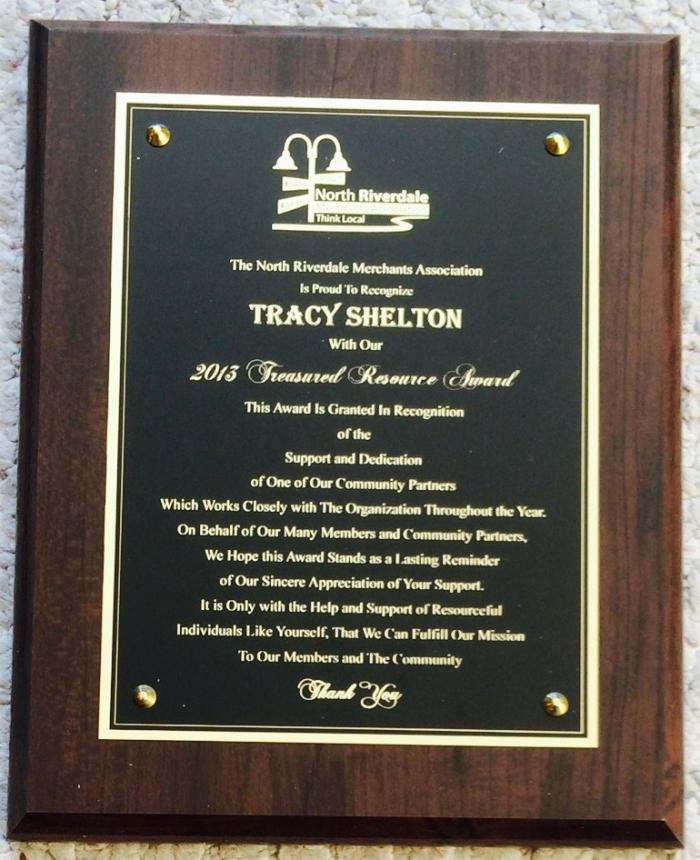 North Riverdale
Think Local
The North Riverdale Merchants Association
Is Proud To Recognize
TRACY SHELTON
With Our
2013 Treasured Resource Award
This Award Is Granted In Recognition
of the
Support and Dedication
of One of Our Community Partners
Which Works Closely with The Organization Throughout the Year.
On Behalf of Our Many Members and Community Partners,
We Hope this Award Stands as a Lasting Reminder
of Our Sincere Appreciation of Your Support.
It is Only with the Help and Support of Resourceful
Individuals Like Yourself, That We Can Fulfill Our Mission
To Our Members and The Community
Thank You